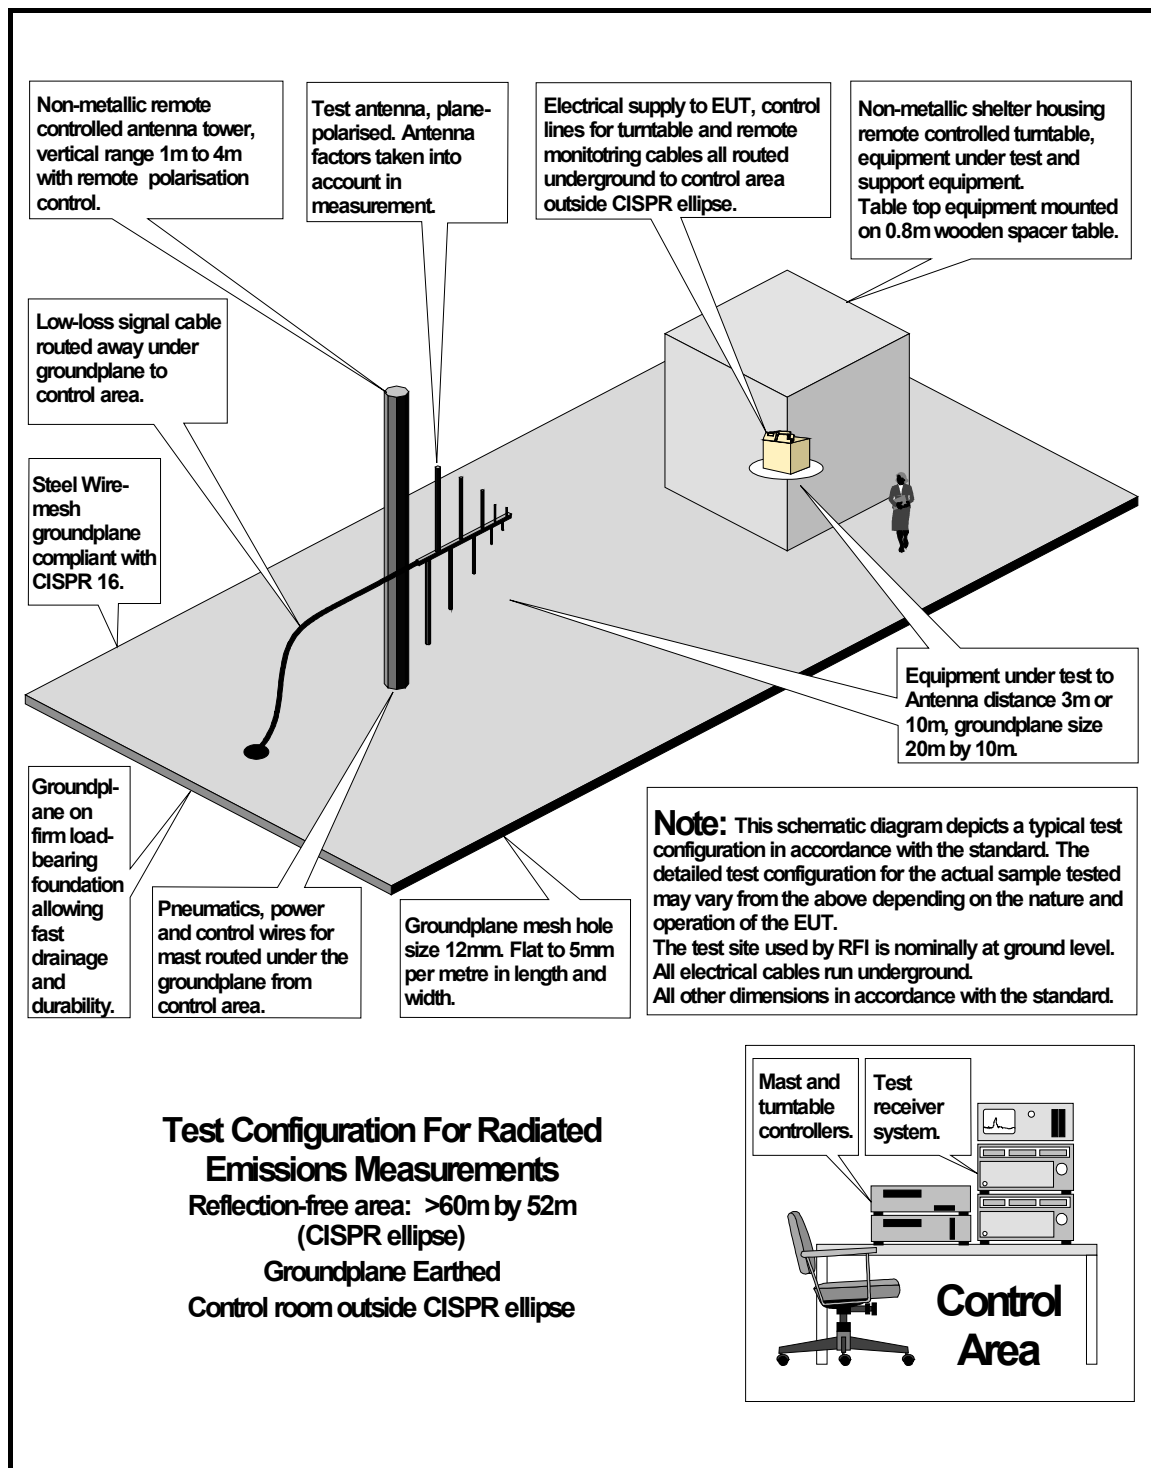 Non-metallic remote
controlled antenna tower,
vertical range 1m to 4m
with remote polarisation
control.
Test antenna, plane-
polarised. Antenna
factors taken into
account in
measurement.
Electrical supply to EUT, control
lines for turntable and remote
monitotring cables all routed
underground to control area
outside CISPR ellipse.
Non-metallic shelter housing
remote controlled turntable,
equipment under test and
support equipment.
Table top equipment mounted
on 0.8m wooden spacer table.
Low-loss signal cable
routed away under
groundplane to
control area.
Steel Wire-
mesh
groundplane
compliant with
CISPR 16.
Equipment under test to
Antenna distance 3m or
10m, groundplane size
20m by 10m.
Groundpl-
ane on
firm load-
bearing
foundation
allowing
fast
drainage
and
durability.
Pneumatics, power
and control wires for
mast routed under the
groundplane from
control area.
Groundplane mesh hole
size 12mm. Flat to 5mm
per metre in length and
width.
Note: This schematic diagram depicts a typical test
configuration in accordance with the standard. The
detailed test configuration for the actual sample tested
may vary from the above depending on the nature and
operation of the EUT.
The test site used by RFI is nominally at ground level.
All electrical cables run underground.
All other dimensions in accordance with the standard.
Mast and
turntable
controllers.
Test
receiver
system.
Control
Area
Test Configuration For Radiated
Emissions Measurements
Reflection-free area: >60m by 52m
(CISPR ellipse)
Groundplane Earthed
Control room outside CISPR ellipse